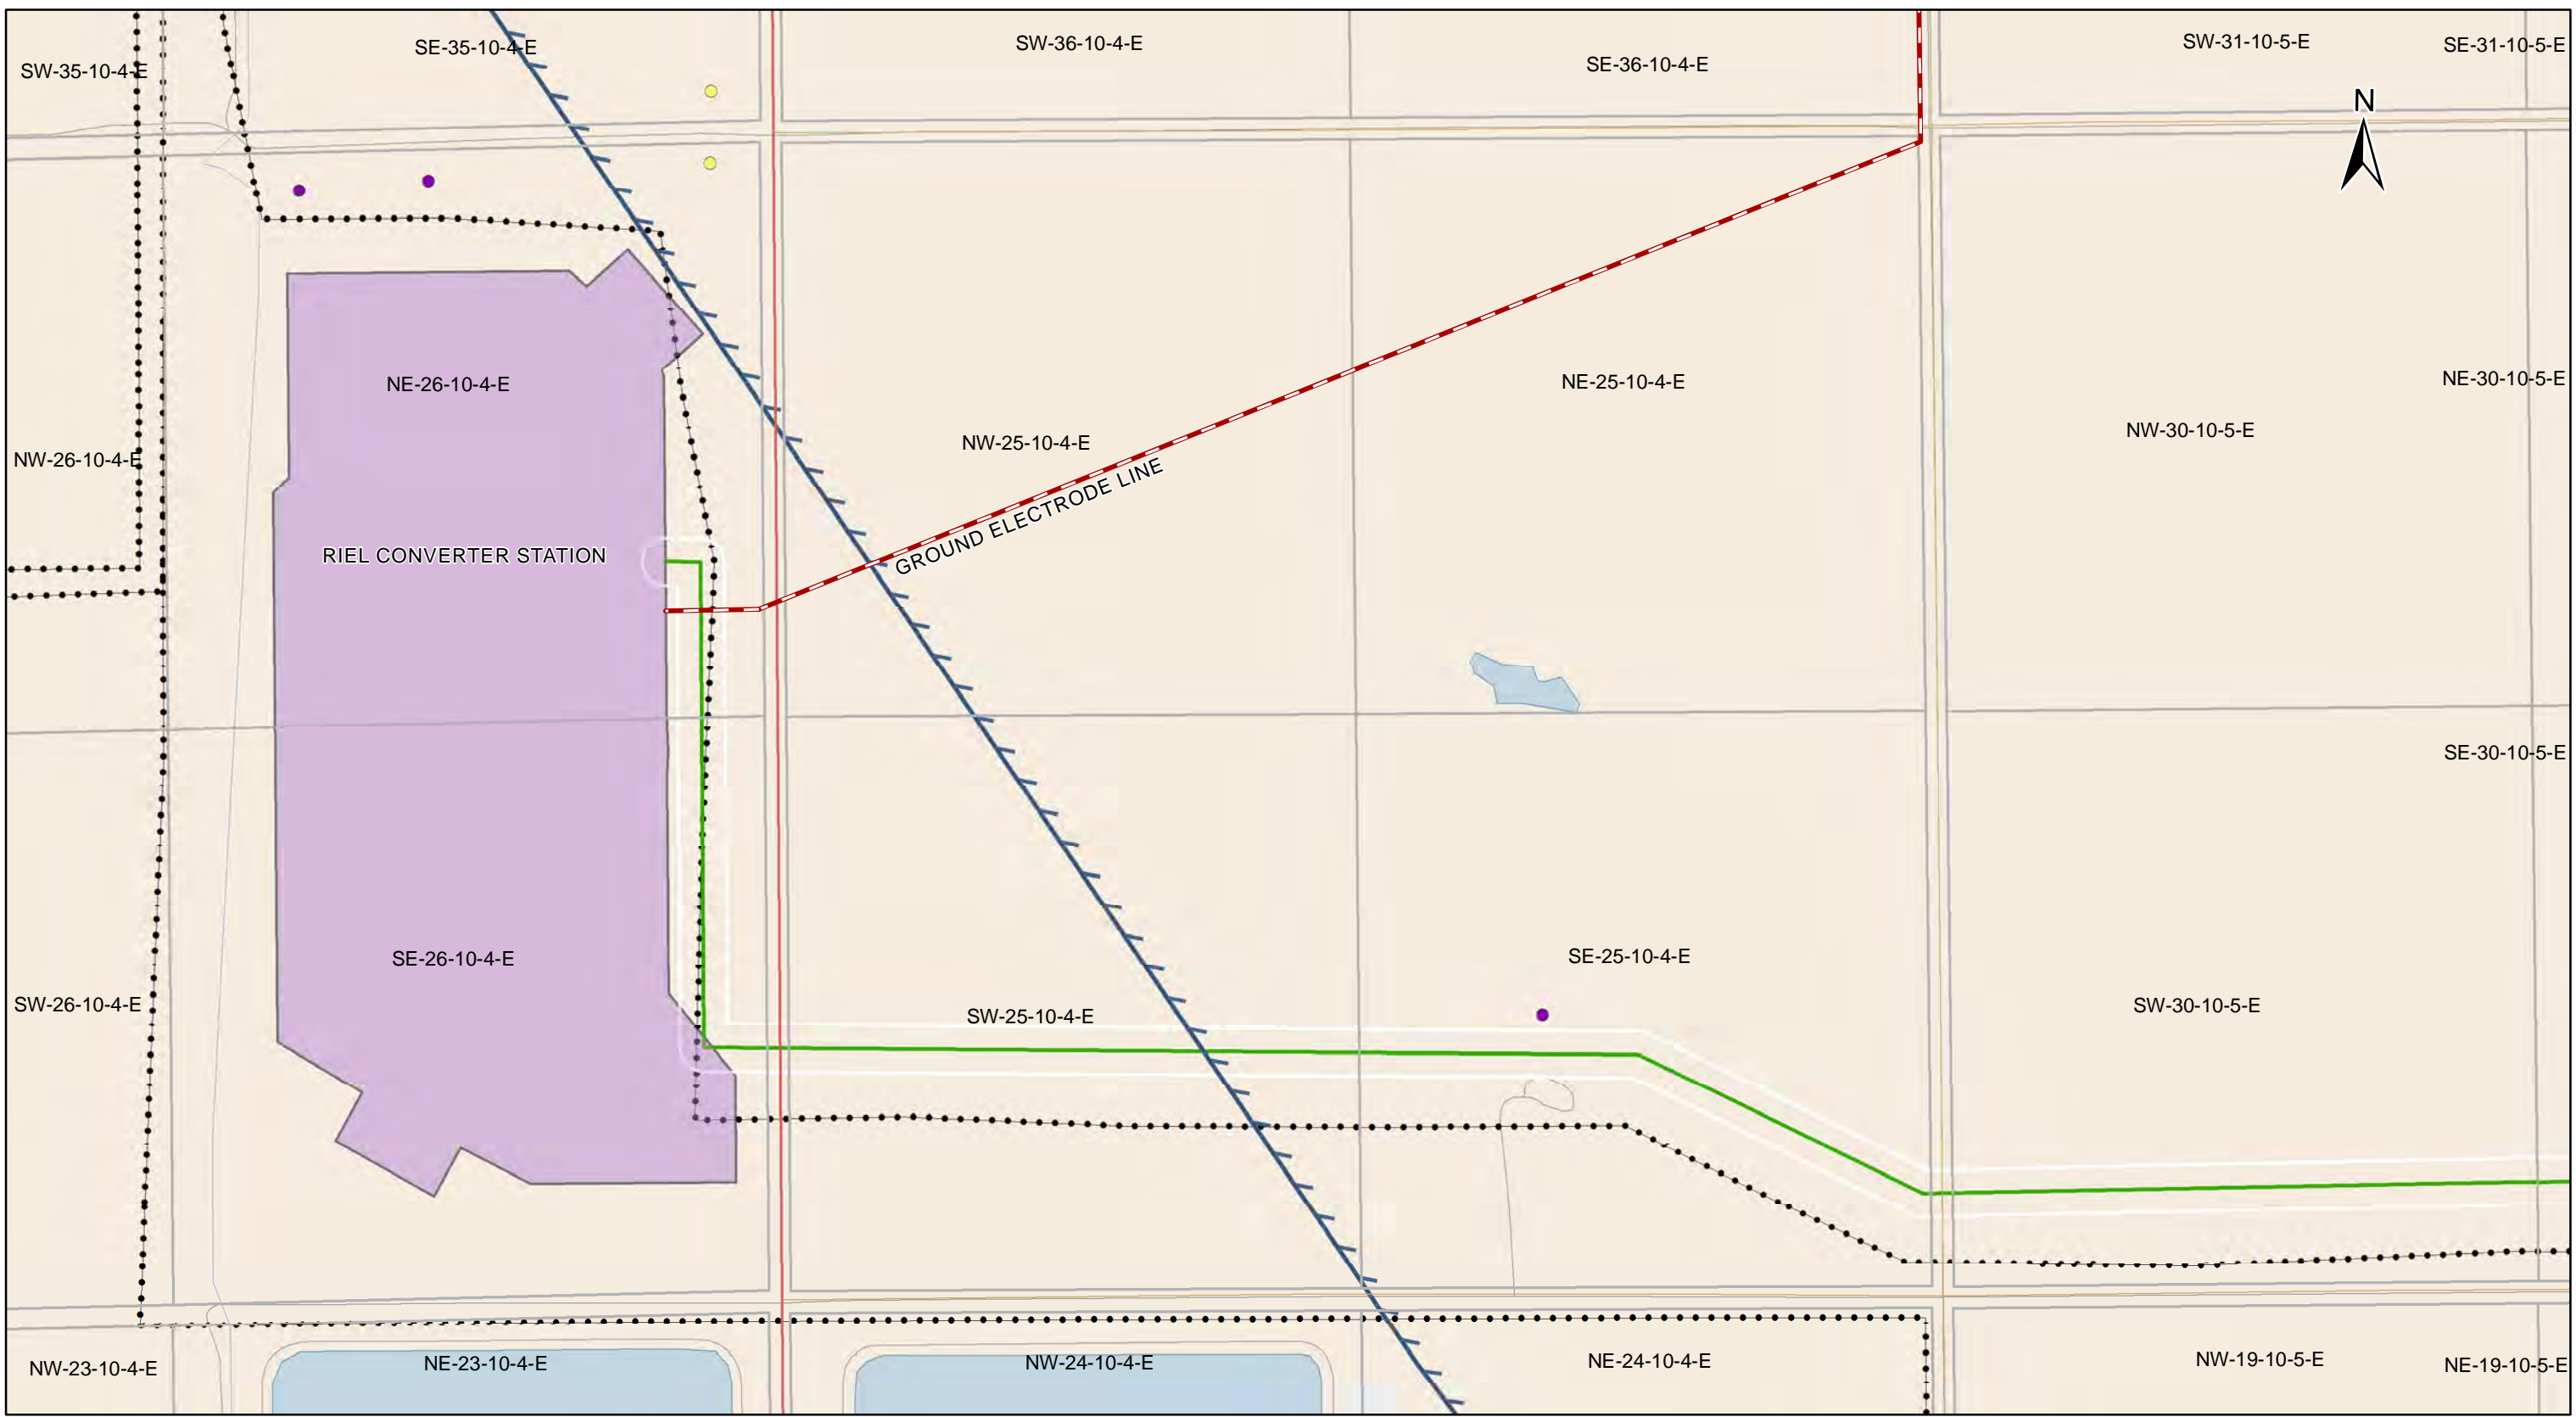 SW-35-10-4-E
SE-35-10-4-E
SW-36-10-4-E
SE-36-10-4-E
SW-31-10-5-E
SE-31-10-5-E
N
NW-26-10-4-E
NE-26-10-4-E
NW-25-10-4-E
NE-25-10-4-E
NW-30-10-5-E
NE-30-10-5-E
RIEL CONVERTER STATION
GROUND ELECTRODE LINE
SE-30-10-5-E
SW-26-10-4-E
SE-26-10-4-E
SW-25-10-4-E
SE-25-10-4-E
SW-30-10-5-E
NW-23-10-4-E
NE-23-10-4-E
NW-24-10-4-E
NE-24-10-4-E
NW-19-10-5-E
NE-19-10-5-E